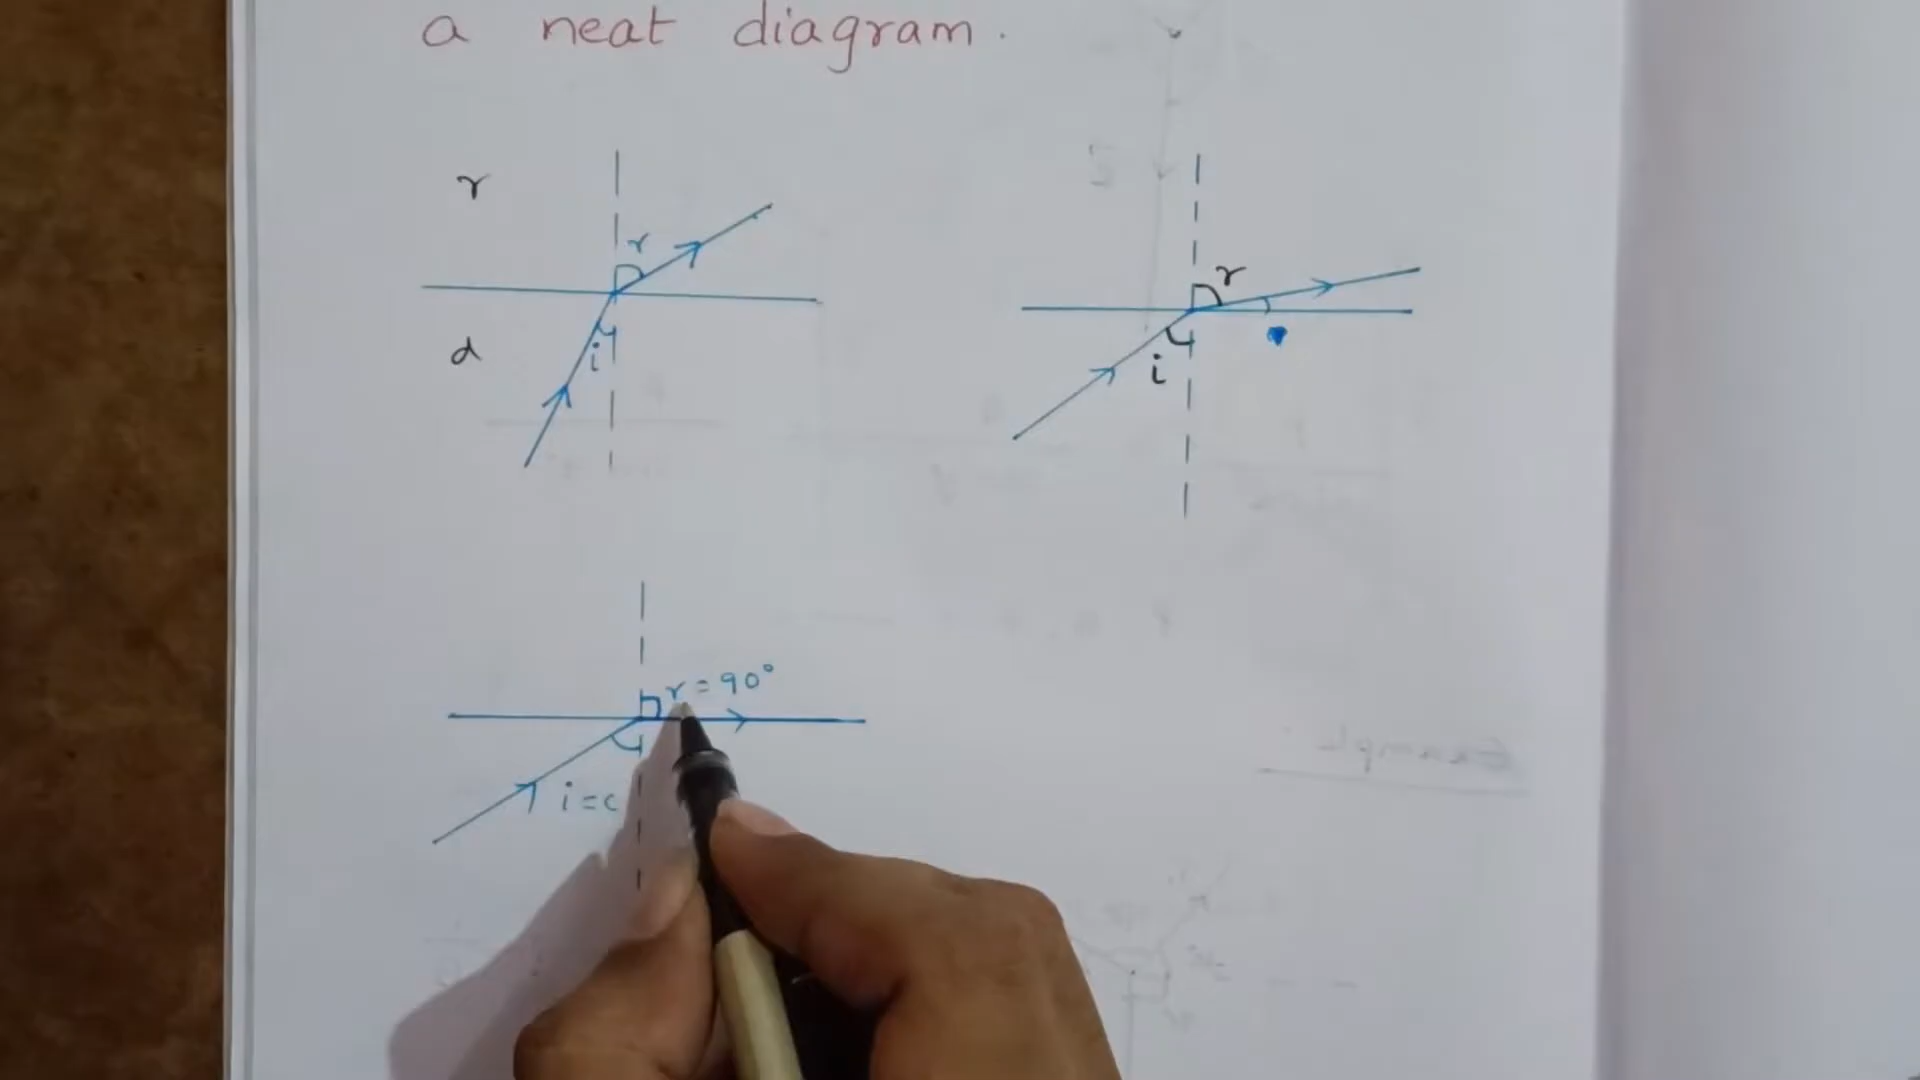 a neat diagram.
r
r
d
i
r
i
r = 90°
i = c